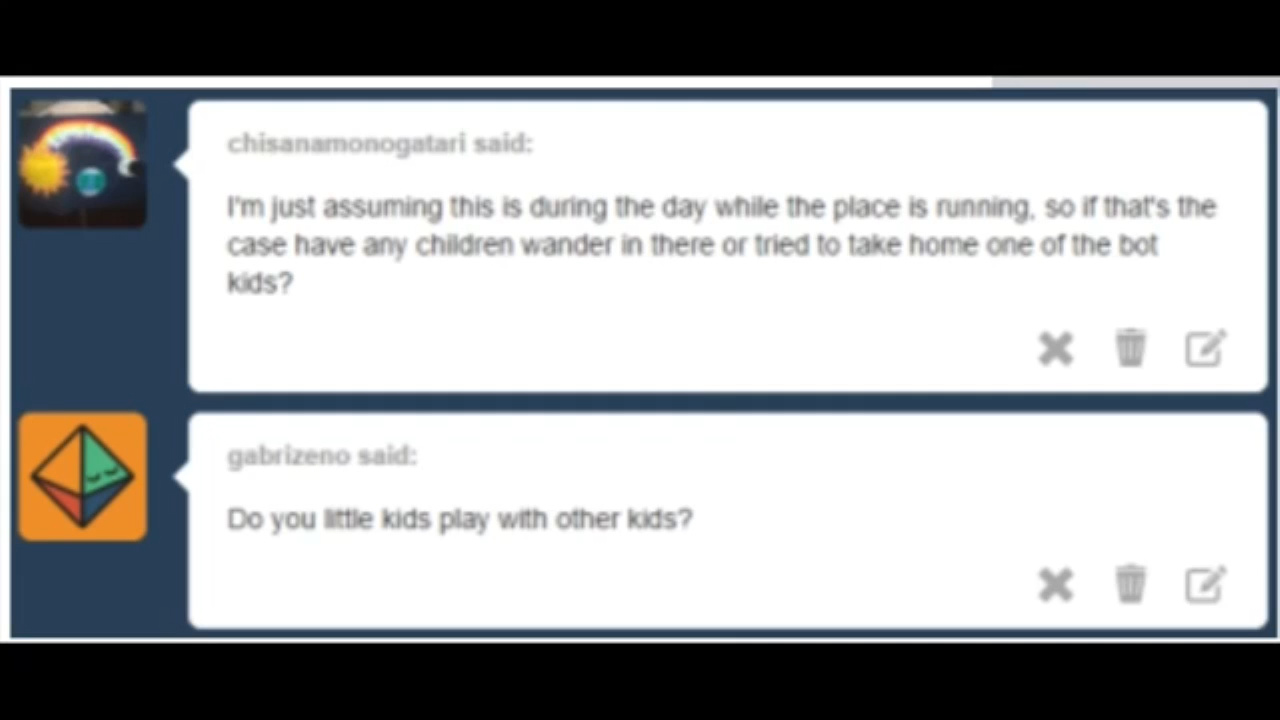 chisanamonogatari said:
I'm just assuming this is during the day while the place is running, so if that's the
case have any children wander in there or tried to take home one of the bot
kids?
gabrizeno said:
Do you little kids play with other kids?